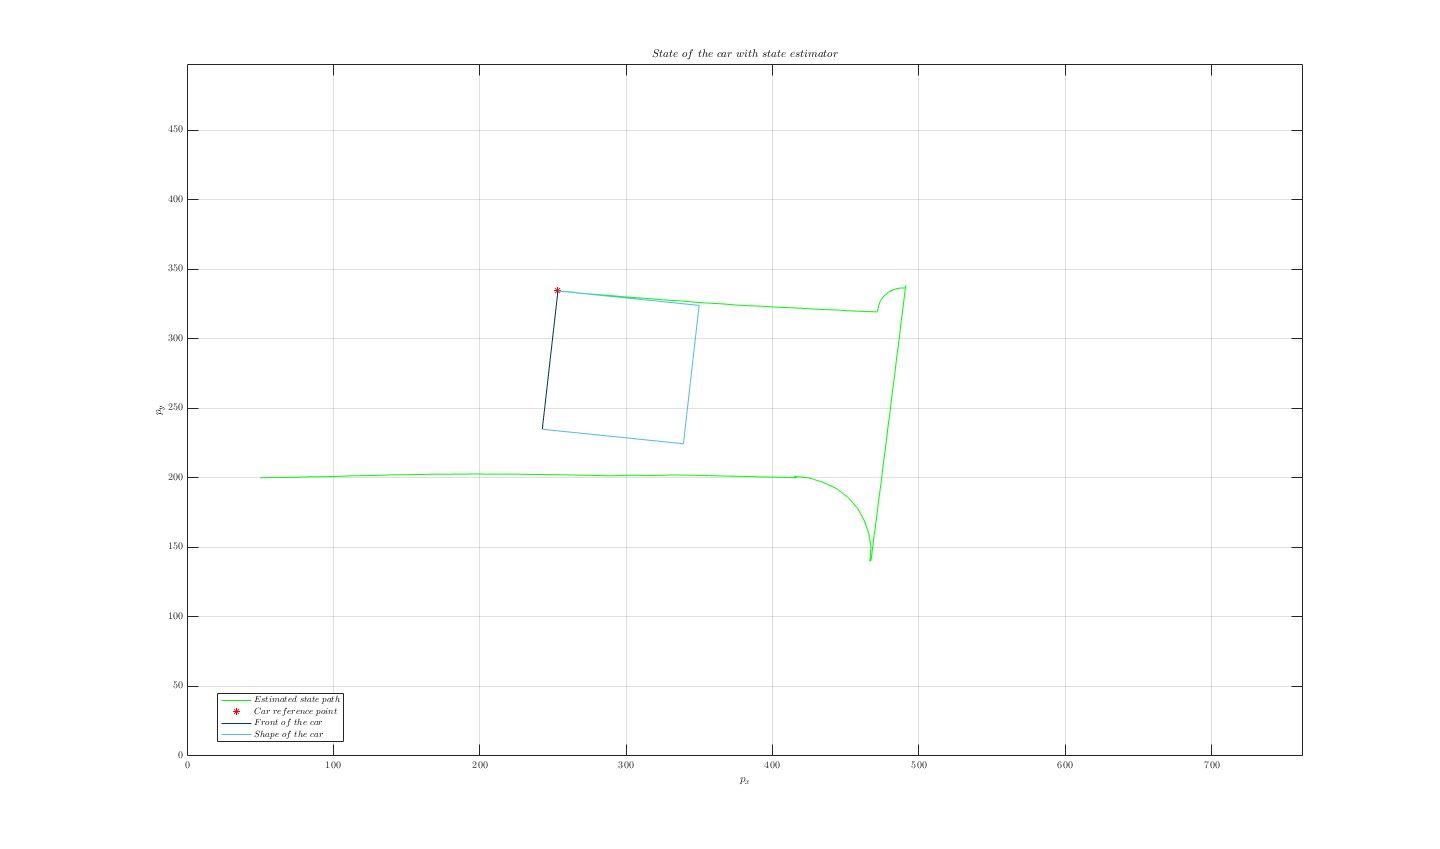 State of the car with state estimator
450
400
350
300
250
200
150
100
50
0
p̂y
Estimated state path
Car reference point
Front of the car
Shape of the car
0 100 200 300 400 500 600 700
px